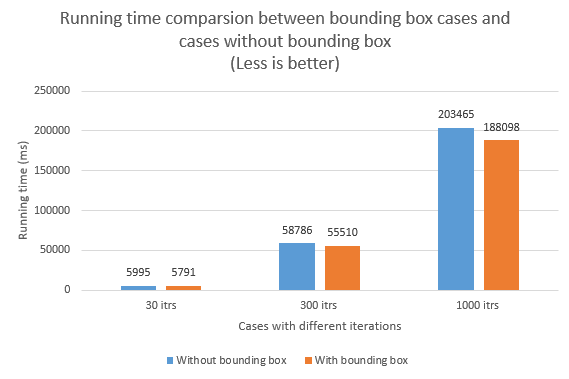 Running time comparsion between bounding box cases and
cases without bounding box
(Less is better)
250000
200000
150000
100000
50000
0
Running time (ms)
5995
5791
58786
55510
203465
188098
30 itrs
300 itrs
1000 itrs
Cases with different iterations
Without bounding box
With bounding box